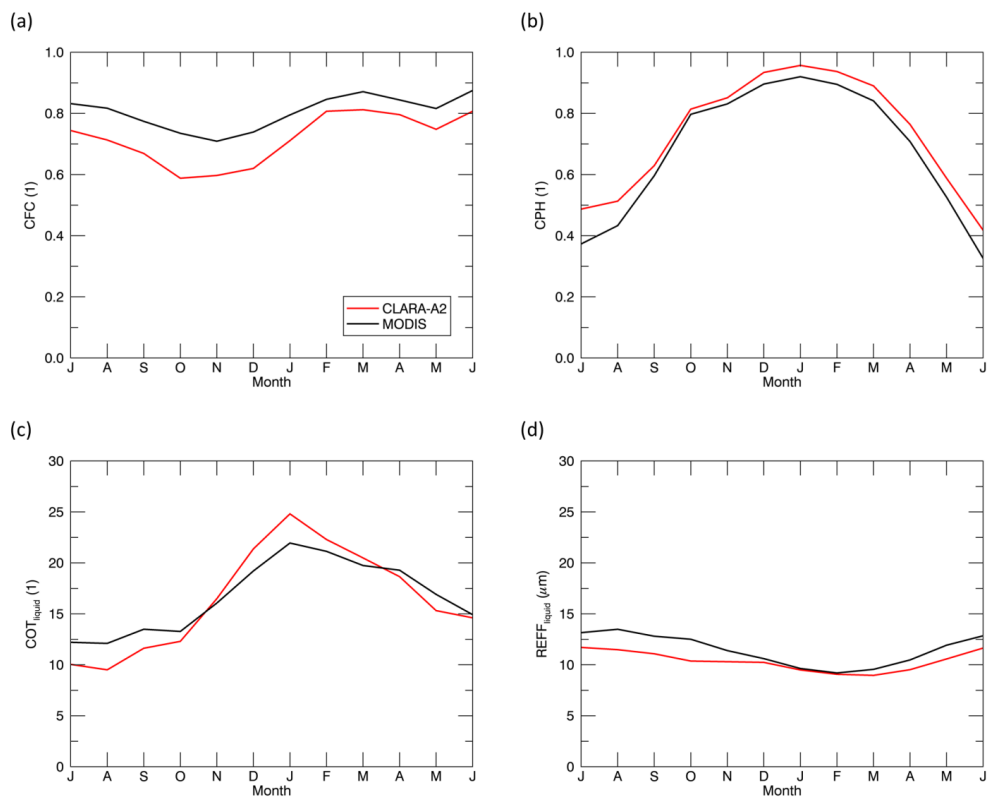 (a)
(b)
1.0
0.8
0.6
0.4
0.2
0.0
CFC (1)
CLARA-A2
MODIS
J A S O N D J F M A M J
Month
1.0
0.8
0.6
0.4
0.2
0.0
CPH (1)
J A S O N D J F M A M J
Month
(c)
(d)
30
25
20
15
10
5
0
COTliquid (1)
J A S O N D J F M A M J
Month
30
25
20
15
10
5
0
REFFliquid (μm)
J A S O N D J F M A M J
Month